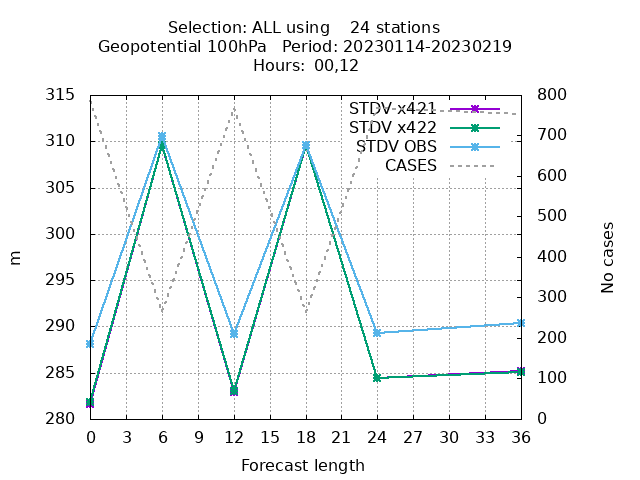 Selection: ALL using 24 stations
Geopotential 100hPa Period: 20230114-20230219
Hours: 00,12
STDV x421
STDV x422
STDV OBS
CASES
315
310
305
300
295
290
285
280
800
700
600
500
400
300
200
100
0
m
No cases
0 3 6 9 12 15 18 21 24 27 30 33 36
Forecast length